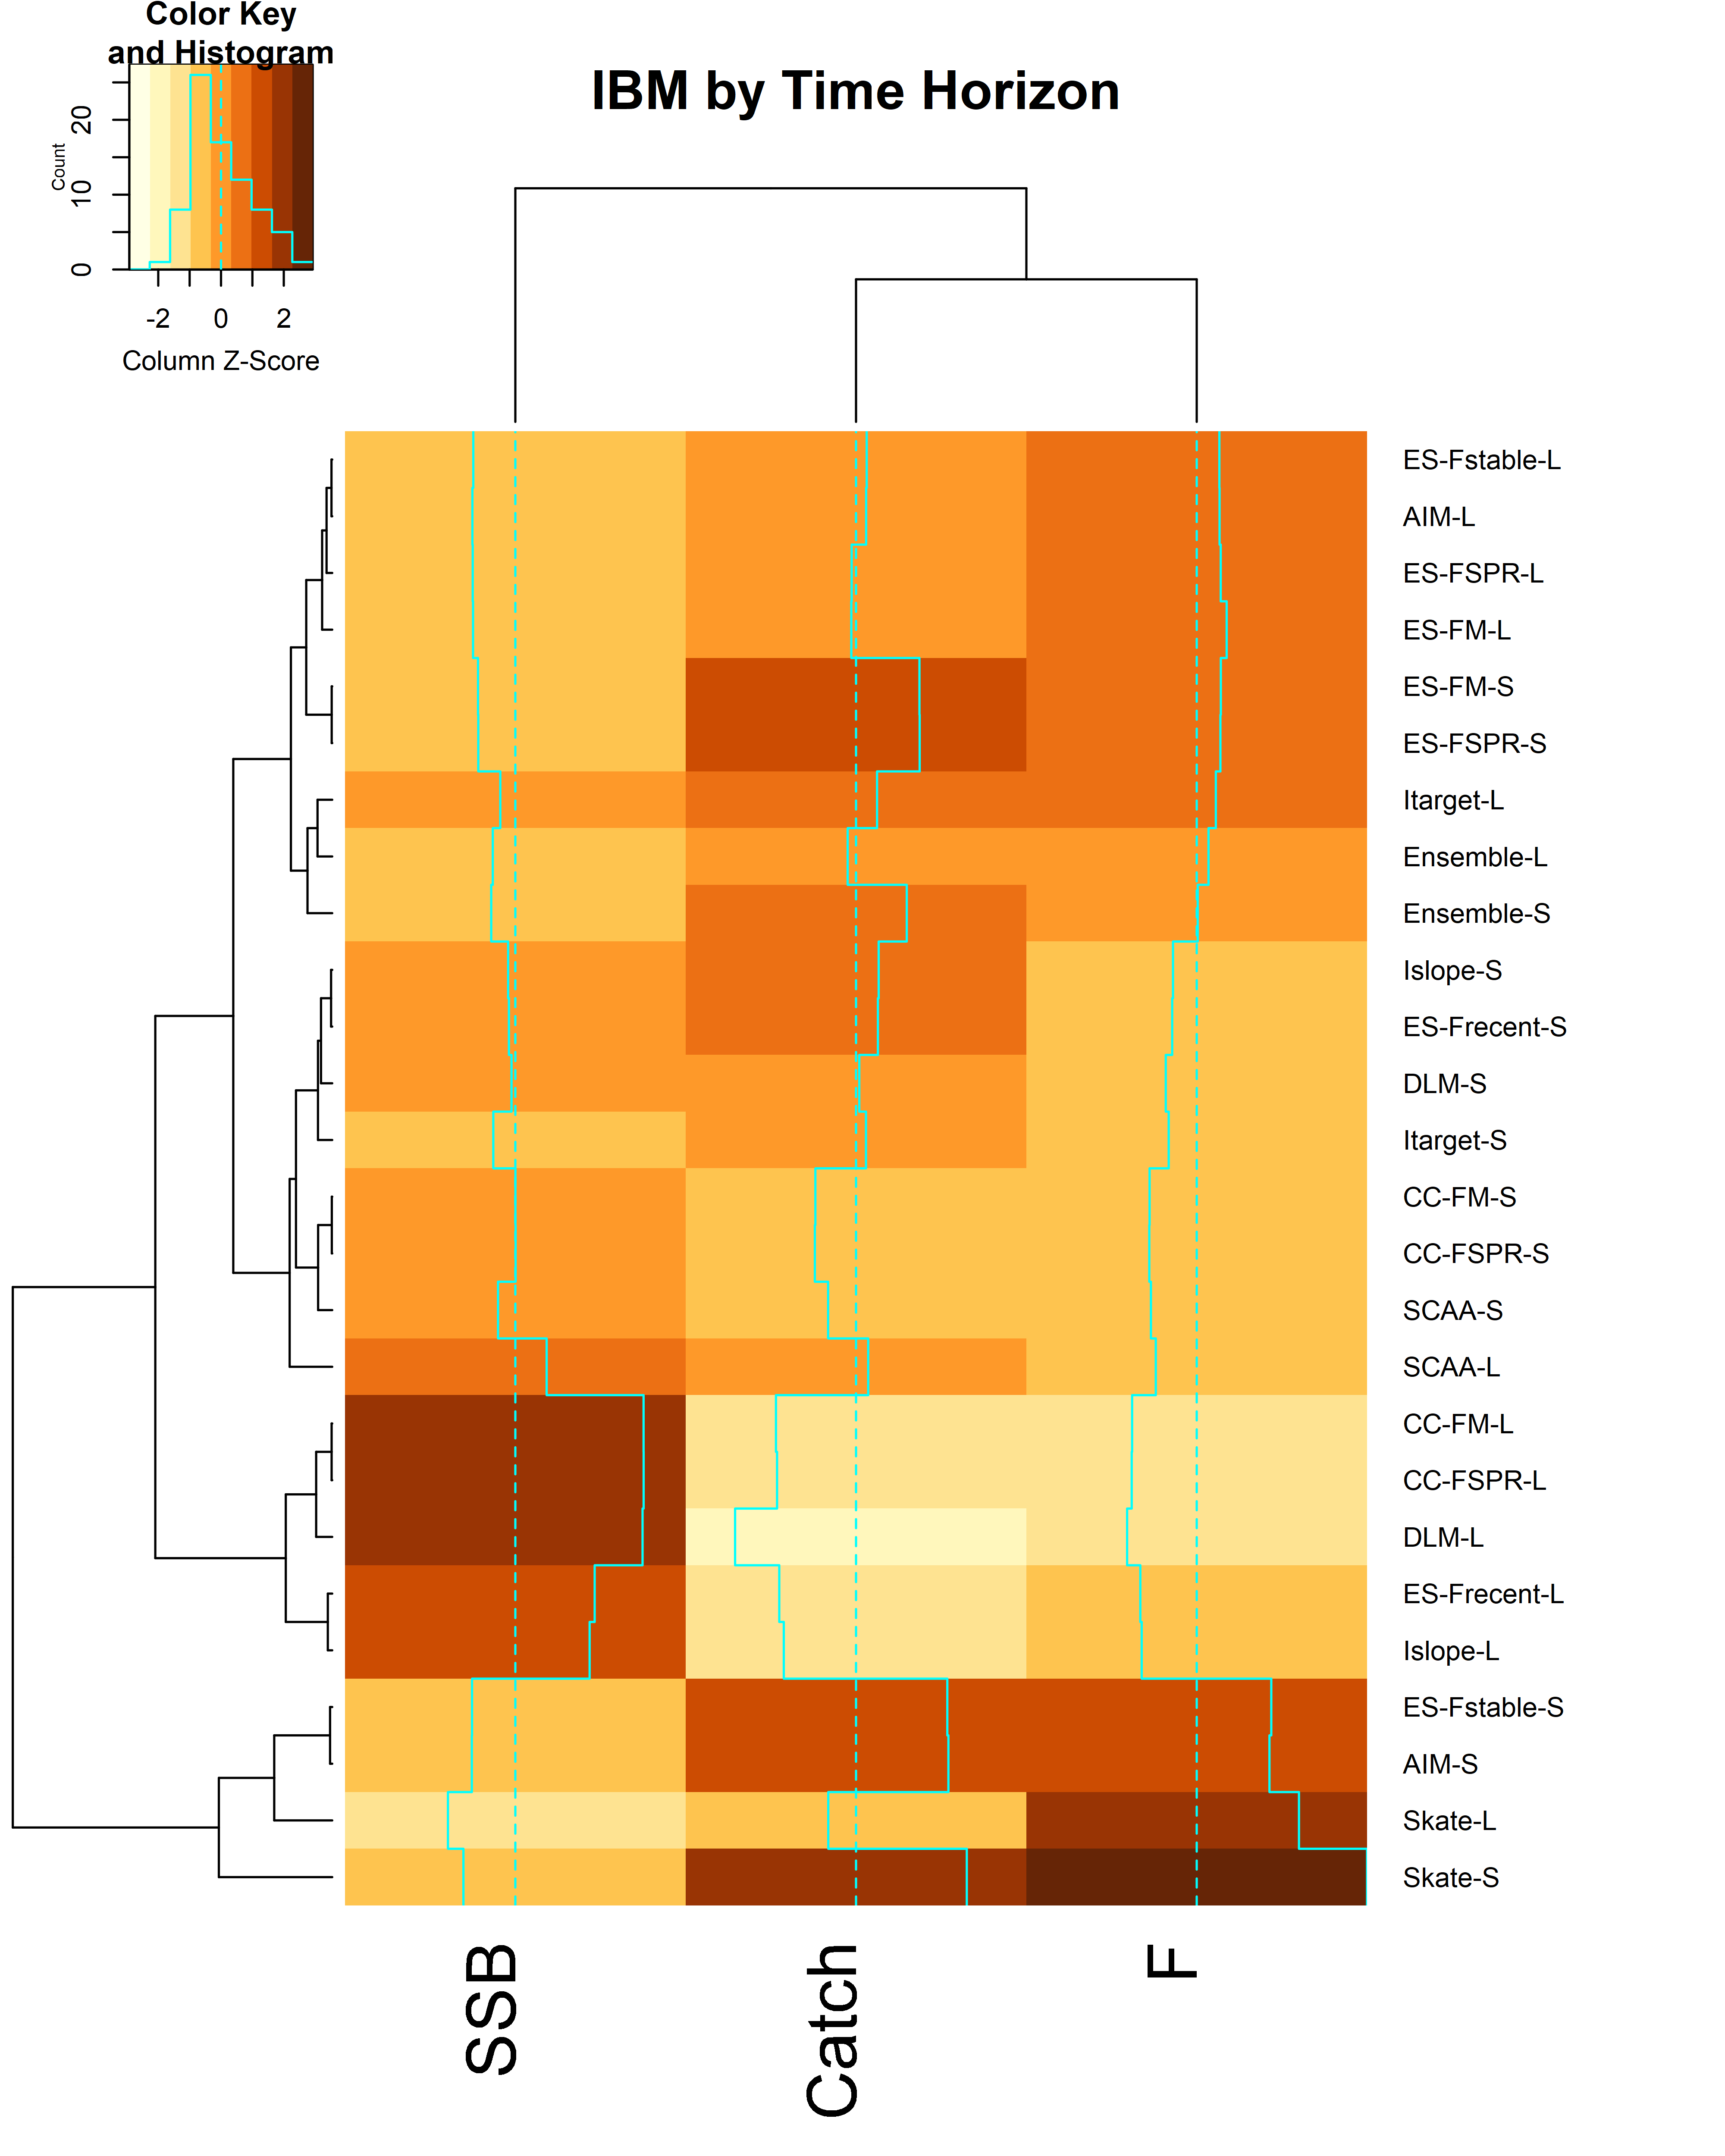 Color Key
and Histogram
IBM by Time Horizon
Count
0
10
20
-2
0
2
Column Z-Score
ES-Fstable-L
AIM-L
ES-FSPR-L
ES-FM-L
ES-FM-S
ES-FSPR-S
Itarget-L
Ensemble-L
Ensemble-S
Islope-S
ES-Frecent-S
DLM-S
Itarget-S
CC-FM-S
CC-FSPR-S
SCAA-S
SCAA-L
CC-FM-L
CC-FSPR-L
DLM-L
ES-Frecent-L
Islope-L
ES-Fstable-S
AIM-S
Skate-L
Skate-S
SSB
Catch
F